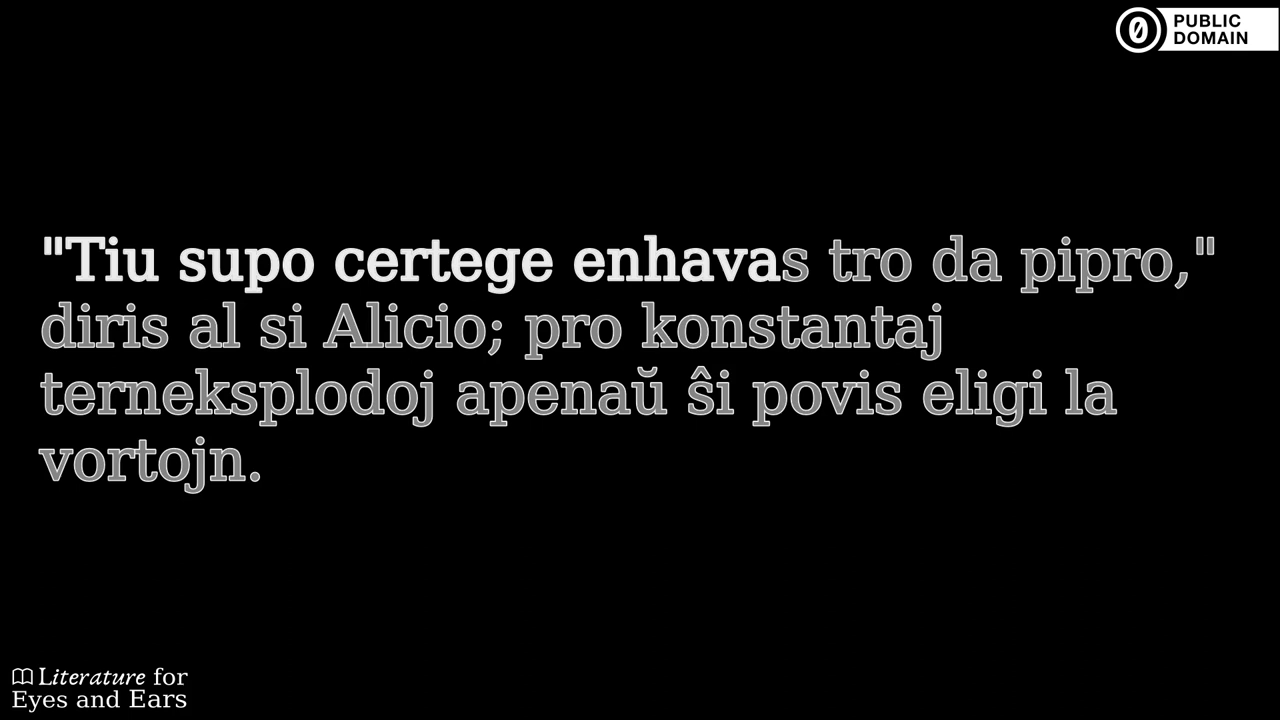 PUBLIC
DOMAIN
"Tiu supo certege enhavas tro da pipro,"
diris al si Alicio; pro konstantaj
terneksplodoj apenaŭ ŝi povis eligi la
vortojn.
Literature for
Eyes and Ears